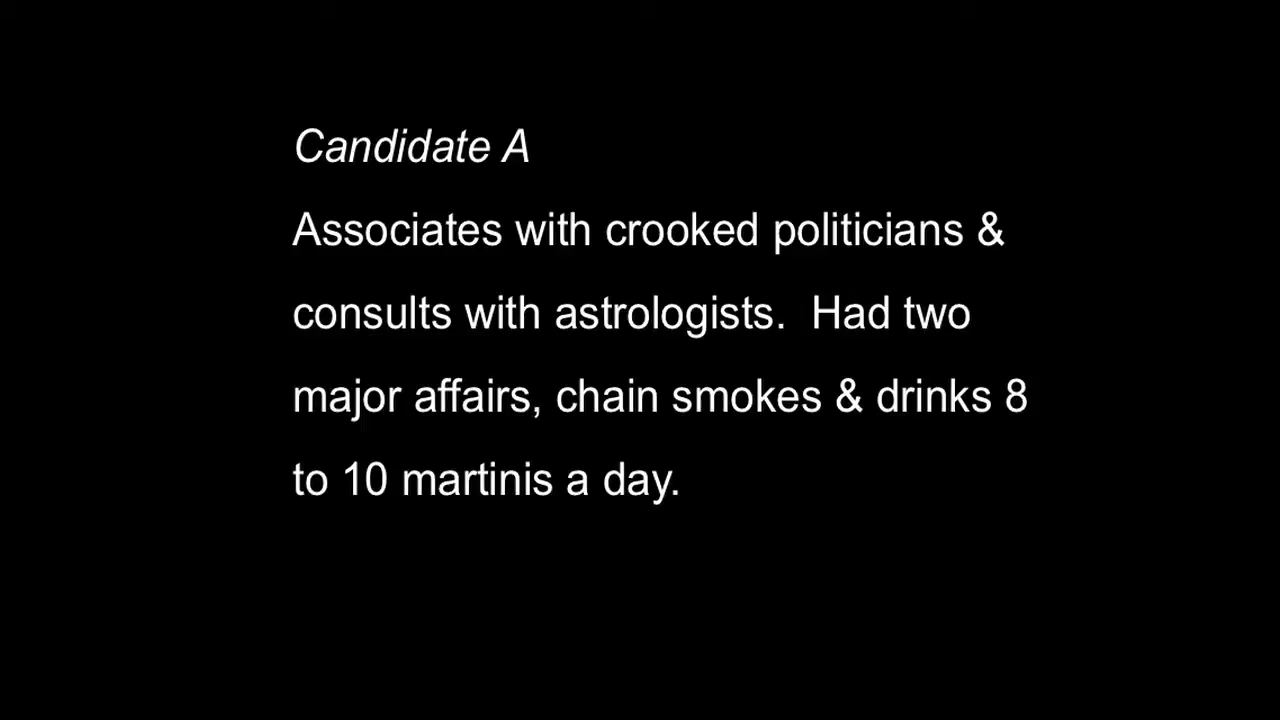 Candidate A
Associates with crooked politicians &
consults with astrologists.  Had two
major affairs, chain smokes & drinks 8
to 10 martinis a day.